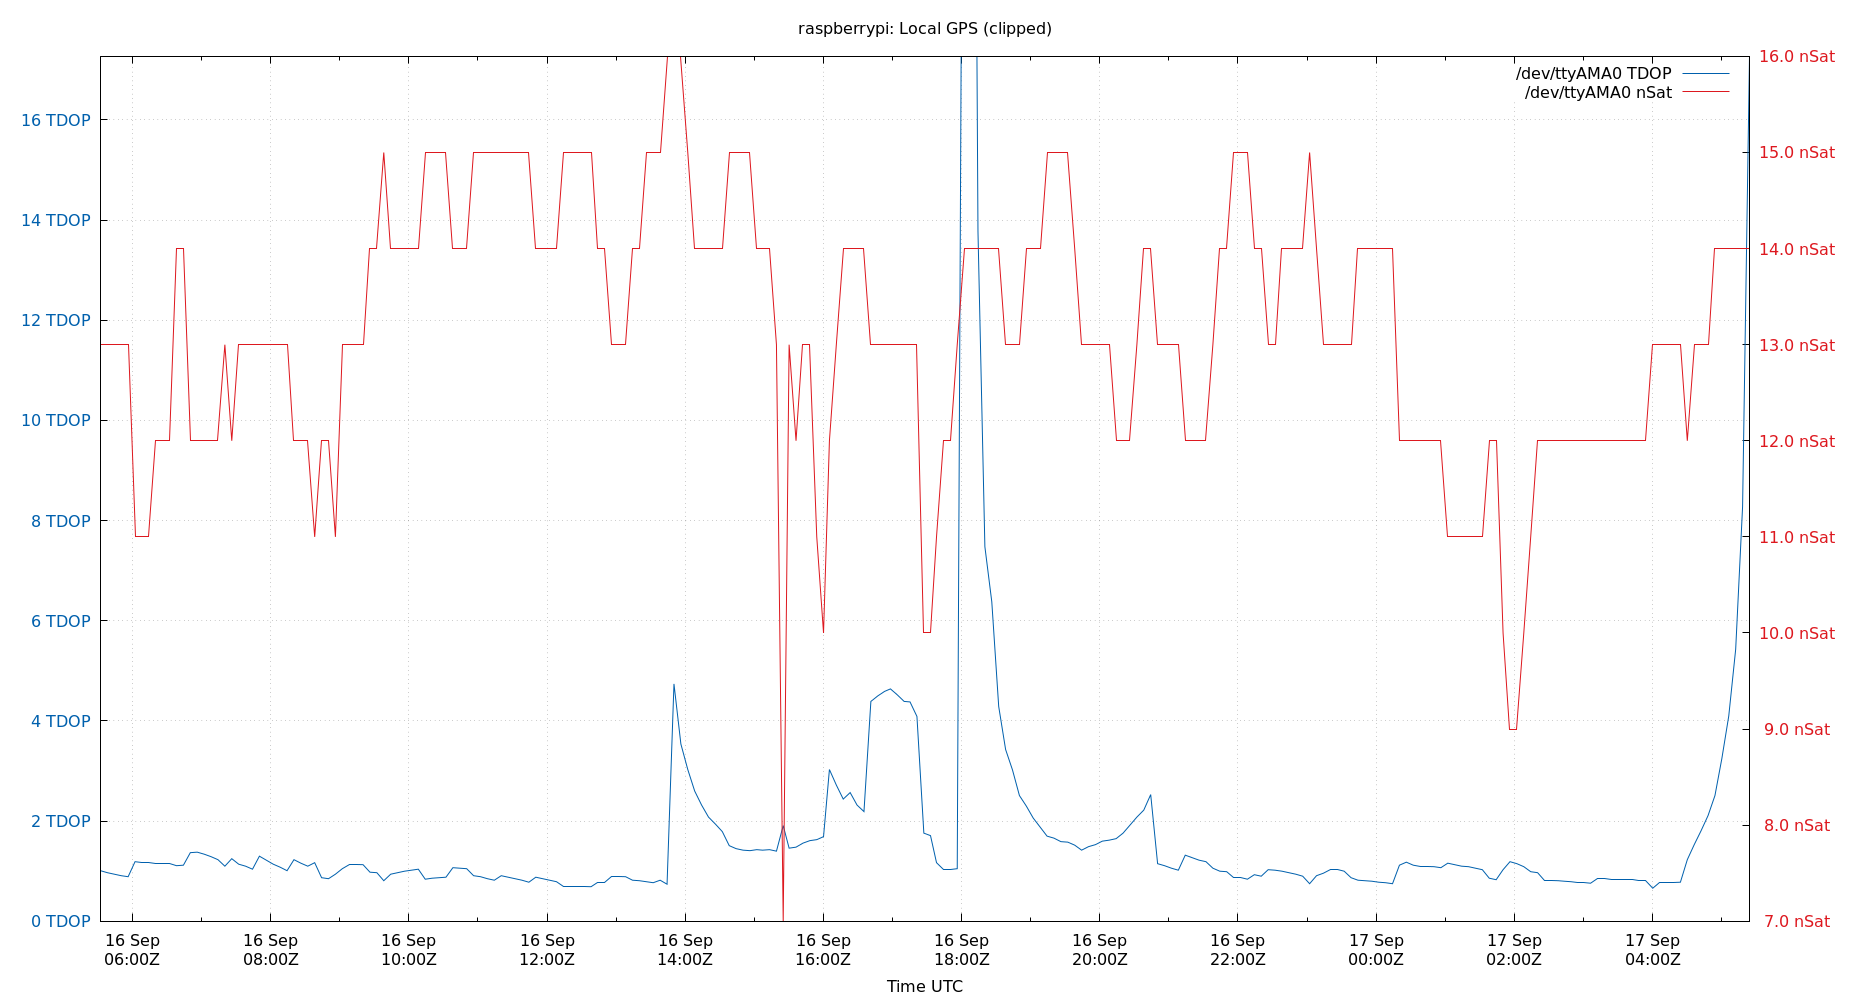 raspberrypi: Local GPS (clipped)
/dev/ttyAMA0 TDOP
/dev/ttyAMA0 nSat
16 TDOP
14 TDOP
12 TDOP
10 TDOP
8 TDOP
6 TDOP
4 TDOP
2 TDOP
0 TDOP
16.0 nSat
15.0 nSat
14.0 nSat
13.0 nSat
12.0 nSat
11.0 nSat
10.0 nSat
9.0 nSat
8.0 nSat
7.0 nSat
16 Sep
06:00Z
16 Sep
08:00Z
16 Sep
10:00Z
16 Sep
12:00Z
16 Sep
14:00Z
16 Sep
16:00Z
16 Sep
18:00Z
16 Sep
20:00Z
16 Sep
22:00Z
17 Sep
00:00Z
17 Sep
02:00Z
17 Sep
04:00Z
Time UTC